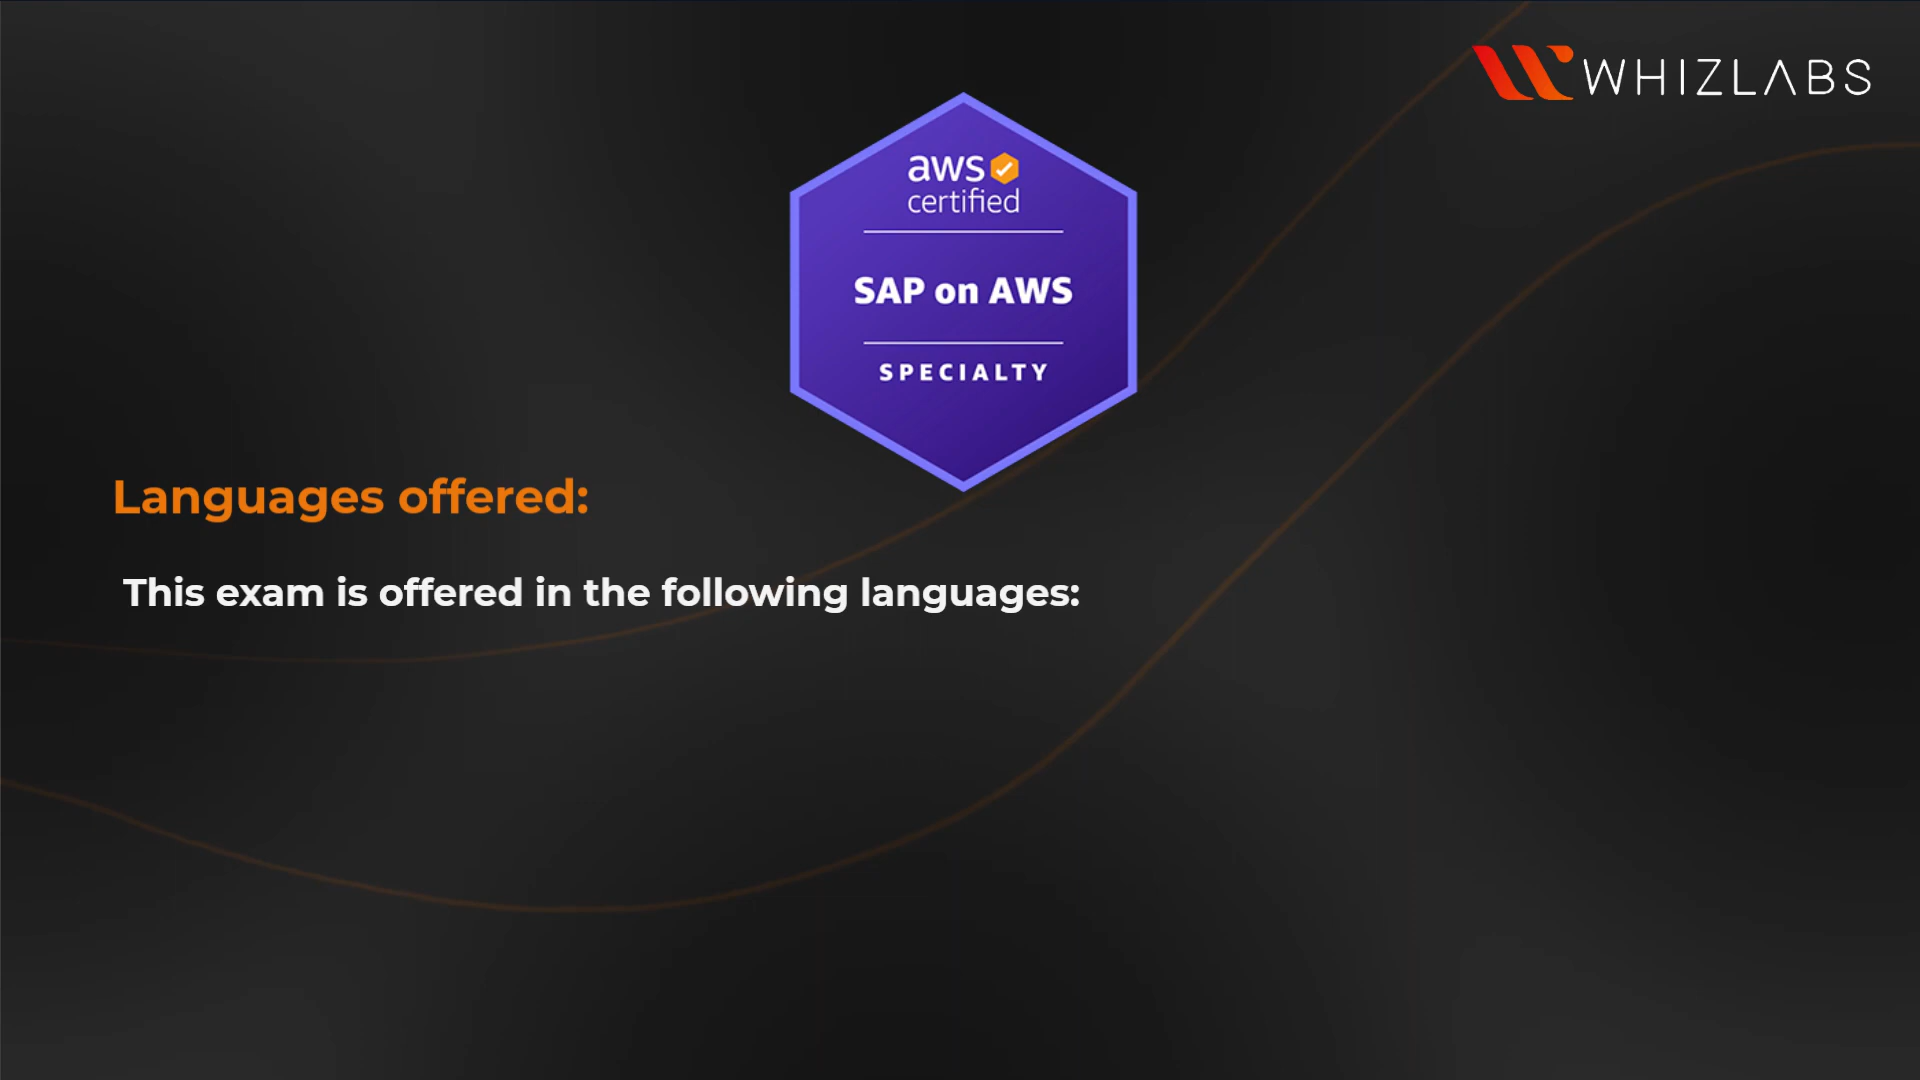 WHIZLABS
aws
certified
SAP on AWS
SPECIALTY
Languages offered:
This exam is offered in the following languages: